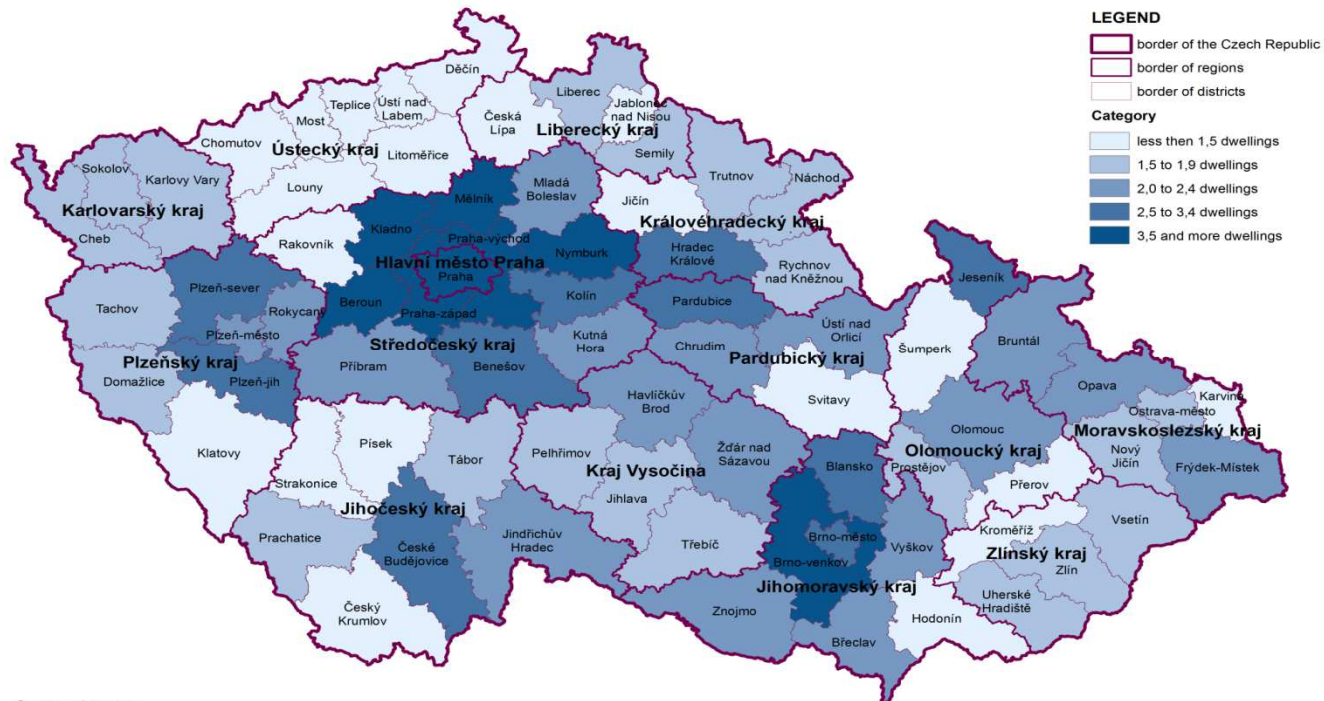 LEGEND
border of the Czech Republic
border of regions
border of districts
Category
less then 1,5 dwellings
1,5 to 1,9 dwellings
2,0 to 2,4 dwellings
2,5 to 3,4 dwellings
3,5 and more dwellings
Děčín
Liberec
Jablonec
nad Nisou
Ústí nad
Labem
Teplice
Most
Česká
Lípa
Liberecký kraj
Chomutov
Ústecký kraj
Litoměřice
Semily
Louny
Trutnov
Náchod
Sokolov
Karlovy Vary
Karlovarský kraj
Cheb
Mělník
Mladá
Boleslav
Jičín
Královéhradecký kraj
Rakovník
Kladno
Praha-východ
Nymburk
Hradec
Králové
Rychnov
nad Kněžnou
Hlavní město Praha
Praha
Jeseník
Tachov
Plzeň-sever
Rokycany
Beroun
Praha-západ
Kolín
Pardubice
Plzeň-město
Středočeský kraj
Kutná
Hora
Chrudim
Ústí nad
Orlicí
Pardubický kraj
Šumperk
Bruntál
Plzeňský kraj
Domažlice
Plzeň-jih
Příbram
Benešov
Havlíčkův
Brod
Svitavy
Opava
Karviná
Ostrava-město
Moravskoslezský kraj
Klatovy
Písek
Tábor
Pelhřimov
Kraj Vysočina
Žďár nad
Sázavou
Blansko
Prostějov
Olomouc
Olomoucký kraj
Nový
Jičín
Frýdek-Místek
Strakonice
Jihočeský kraj
Jihlava
Přerov
Prachatice
České
Budějovice
Jindřichův
Hradec
Třebíč
Brno-město
Brno-venkov
Vyškov
Kroměříž
Zlínský kraj
Vsetín
Zlín
Jihomoravský kraj
Uherské
Hradiště
Český
Krumlov
Znojmo
Břeclav
Hodonín